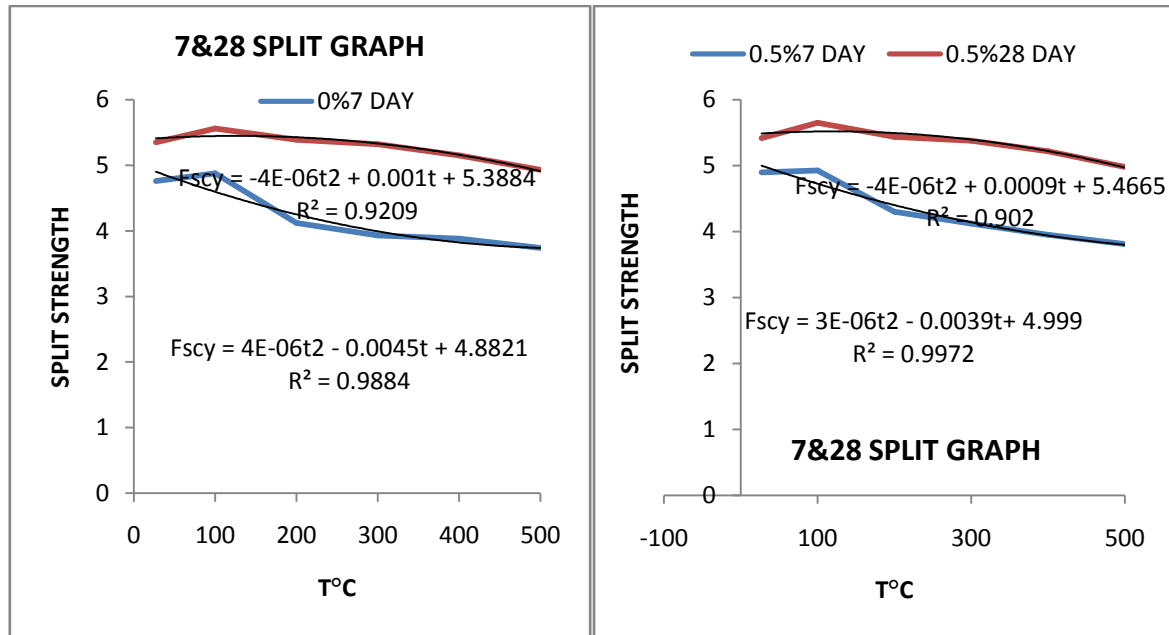 7&28 SPLIT GRAPH
0%7 DAY
6
5
4
3
2
1
0
SPLIT STRENGTH
Fscy = -4E-06t2 + 0.001t + 5.3884
R² = 0.9209
Fscy = 4E-06t2 - 0.0045t + 4.8821
R² = 0.9884
0 100 200 300 400 500
T°C
0.5%7 DAY 0.5%28 DAY
6
5
4
3
2
1
0
SPLIT STRENGTH
Fscy = -4E-06t2 + 0.0009t + 5.4665
R² = 0.902
Fscy = 3E-06t2 - 0.0039t+ 4.999
R² = 0.9972
7&28 SPLIT GRAPH
-100 100 300 500
T°C